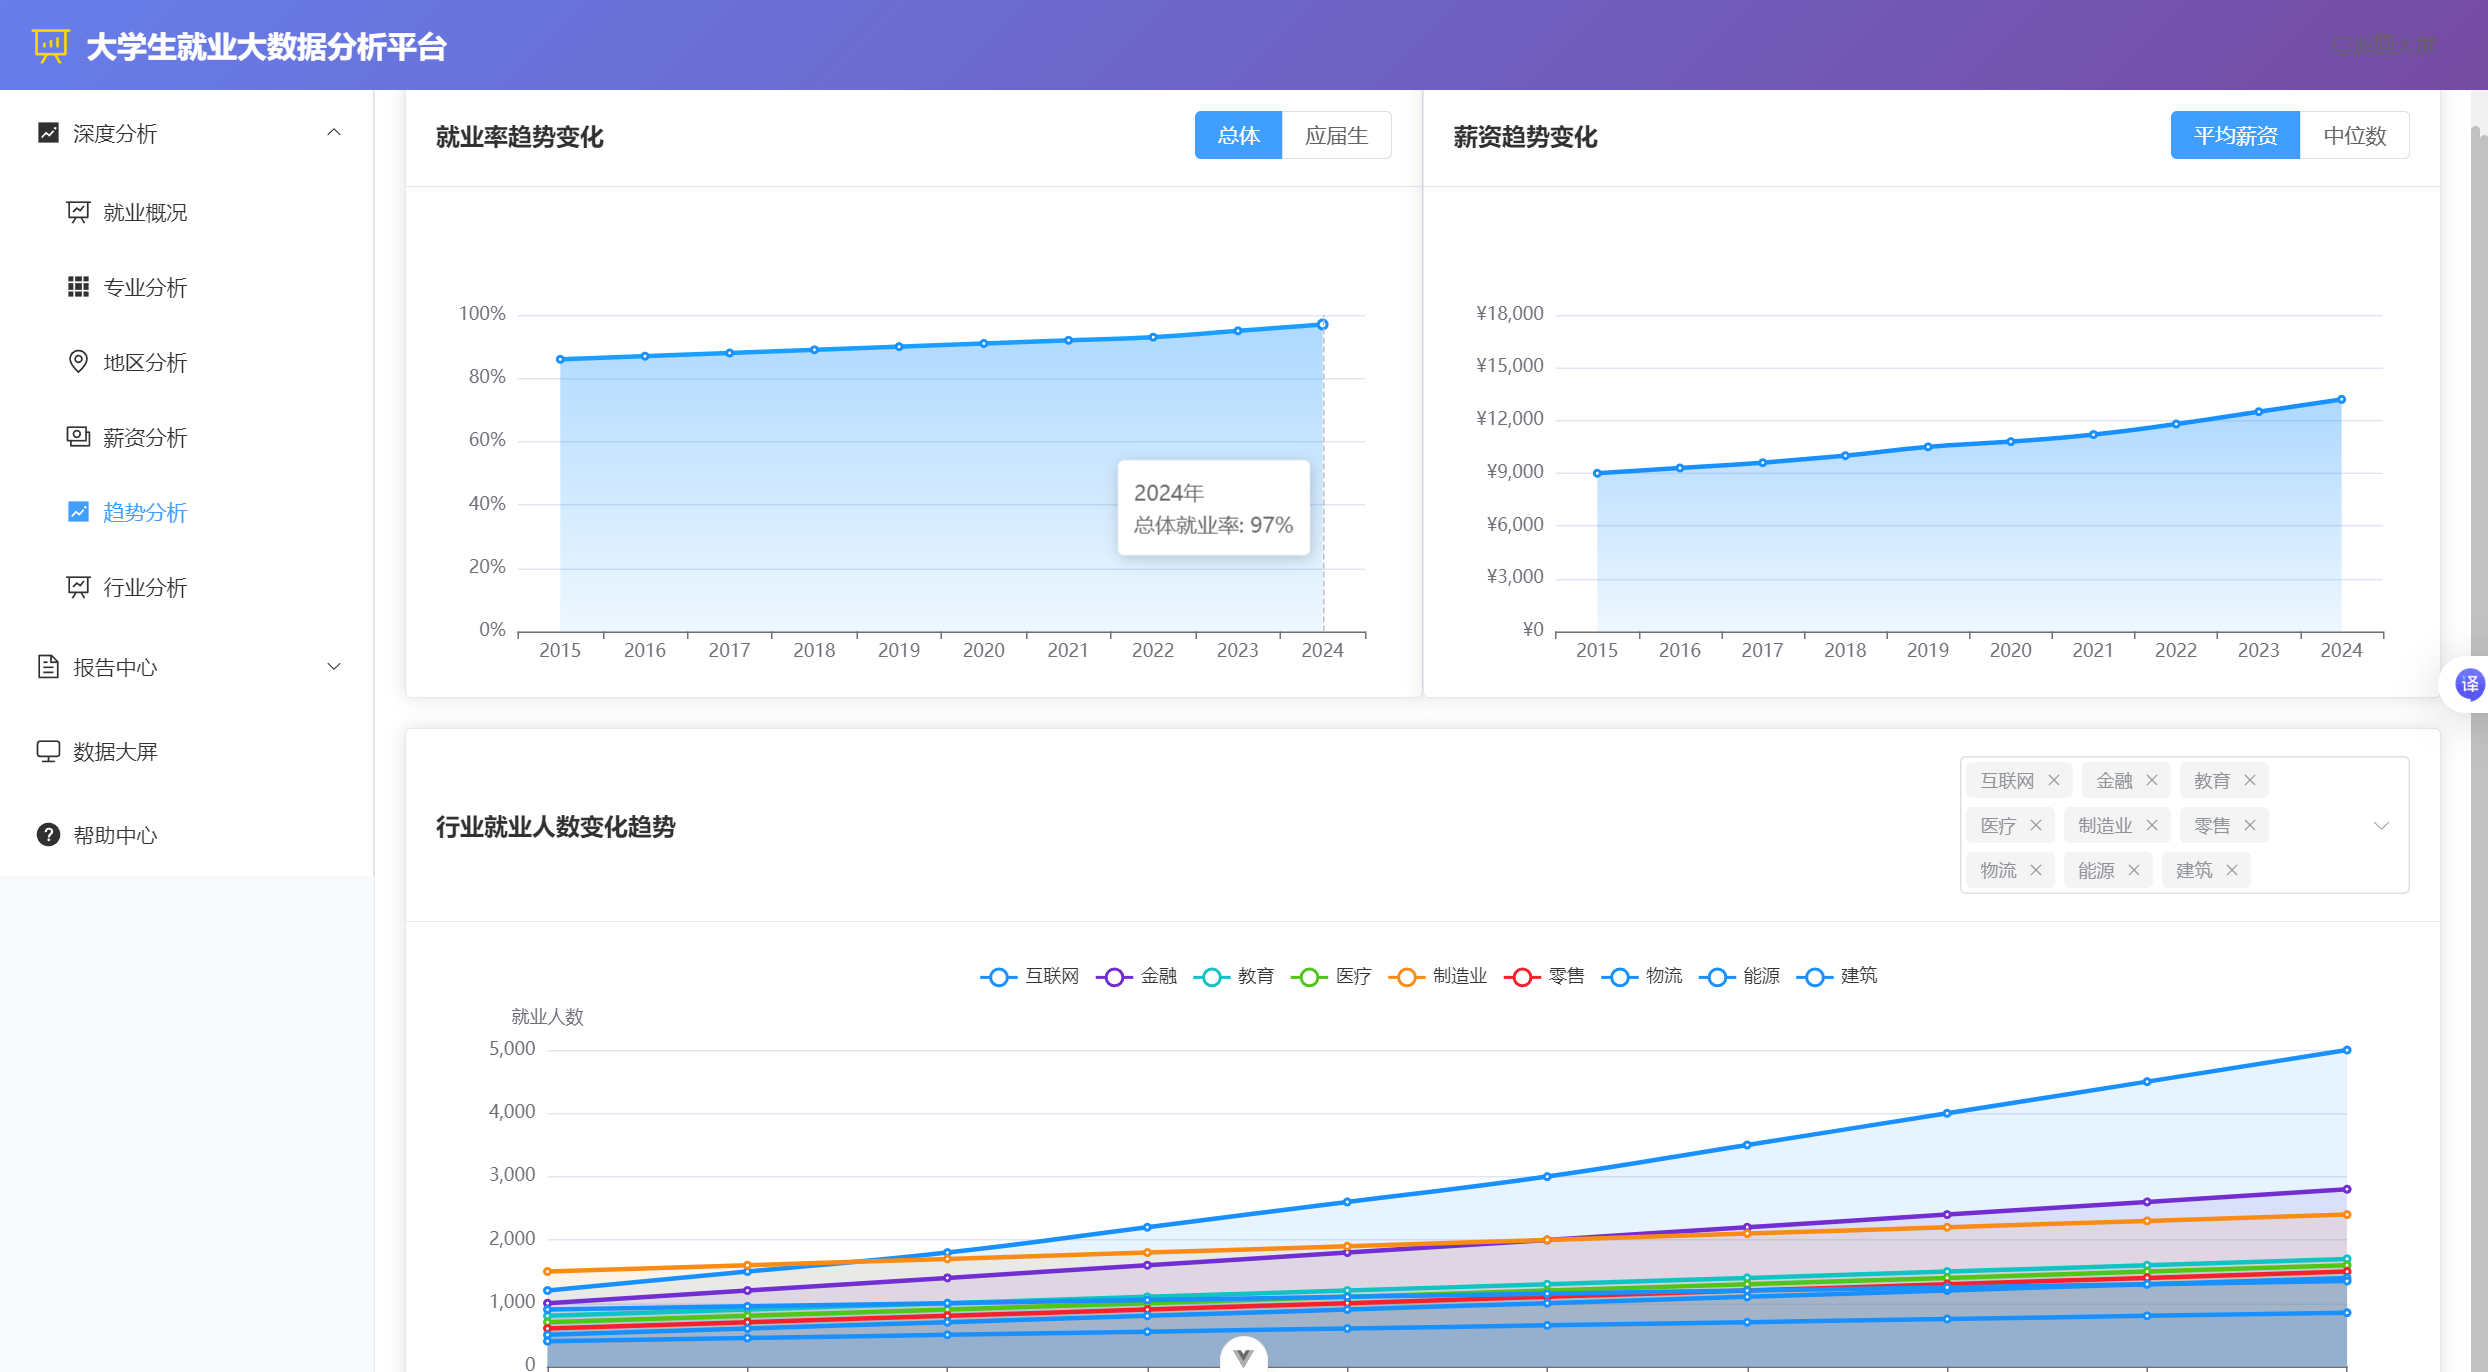 大学生就业大数据分析平台
深度分析
就业概况
专业分析
地区分析
薪资分析
趋势分析
行业分析
报告中心
数据大屏
帮助中心
就业率趋势变化
总体 应届生
100%
80%
60%
40%
20%
0%
2015 2016 2017 2018 2019 2020 2021 2022 2023 2024
2024年
总体就业率: 97%
薪资趋势变化
平均薪资 中位数
¥18,000
¥15,000
¥12,000
¥9,000
¥6,000
¥3,000
¥0
2015 2016 2017 2018 2019 2020 2021 2022 2023 2024
译
行业就业人数变化趋势
互联网 金融 教育
医疗 制造业 零售
物流 能源 建筑
互联网 金融 教育 医疗 制造业 零售 物流 能源 建筑
就业人数
5,000
4,000
3,000
2,000
1,000
0